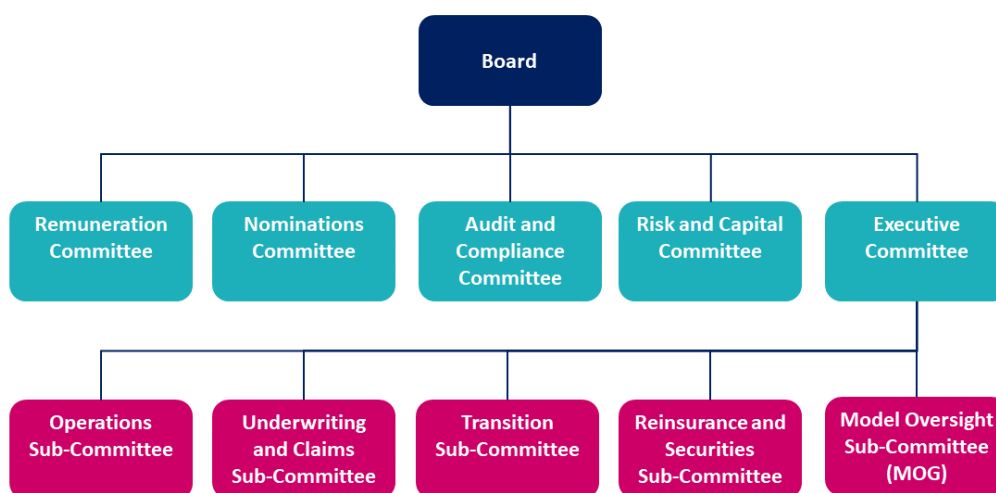 Board
Remuneration
Committee
Nominations
Committee
Audit and
Compliance
Committee
Risk and Capital
Committee
Executive
Committee
Operations
Sub-Committee
Underwriting
and Claims
Sub-Committee
Transition
Sub-Committee
Reinsurance and
Securities
Sub-Committee
Model Oversight
Sub-Committee
(MOG)